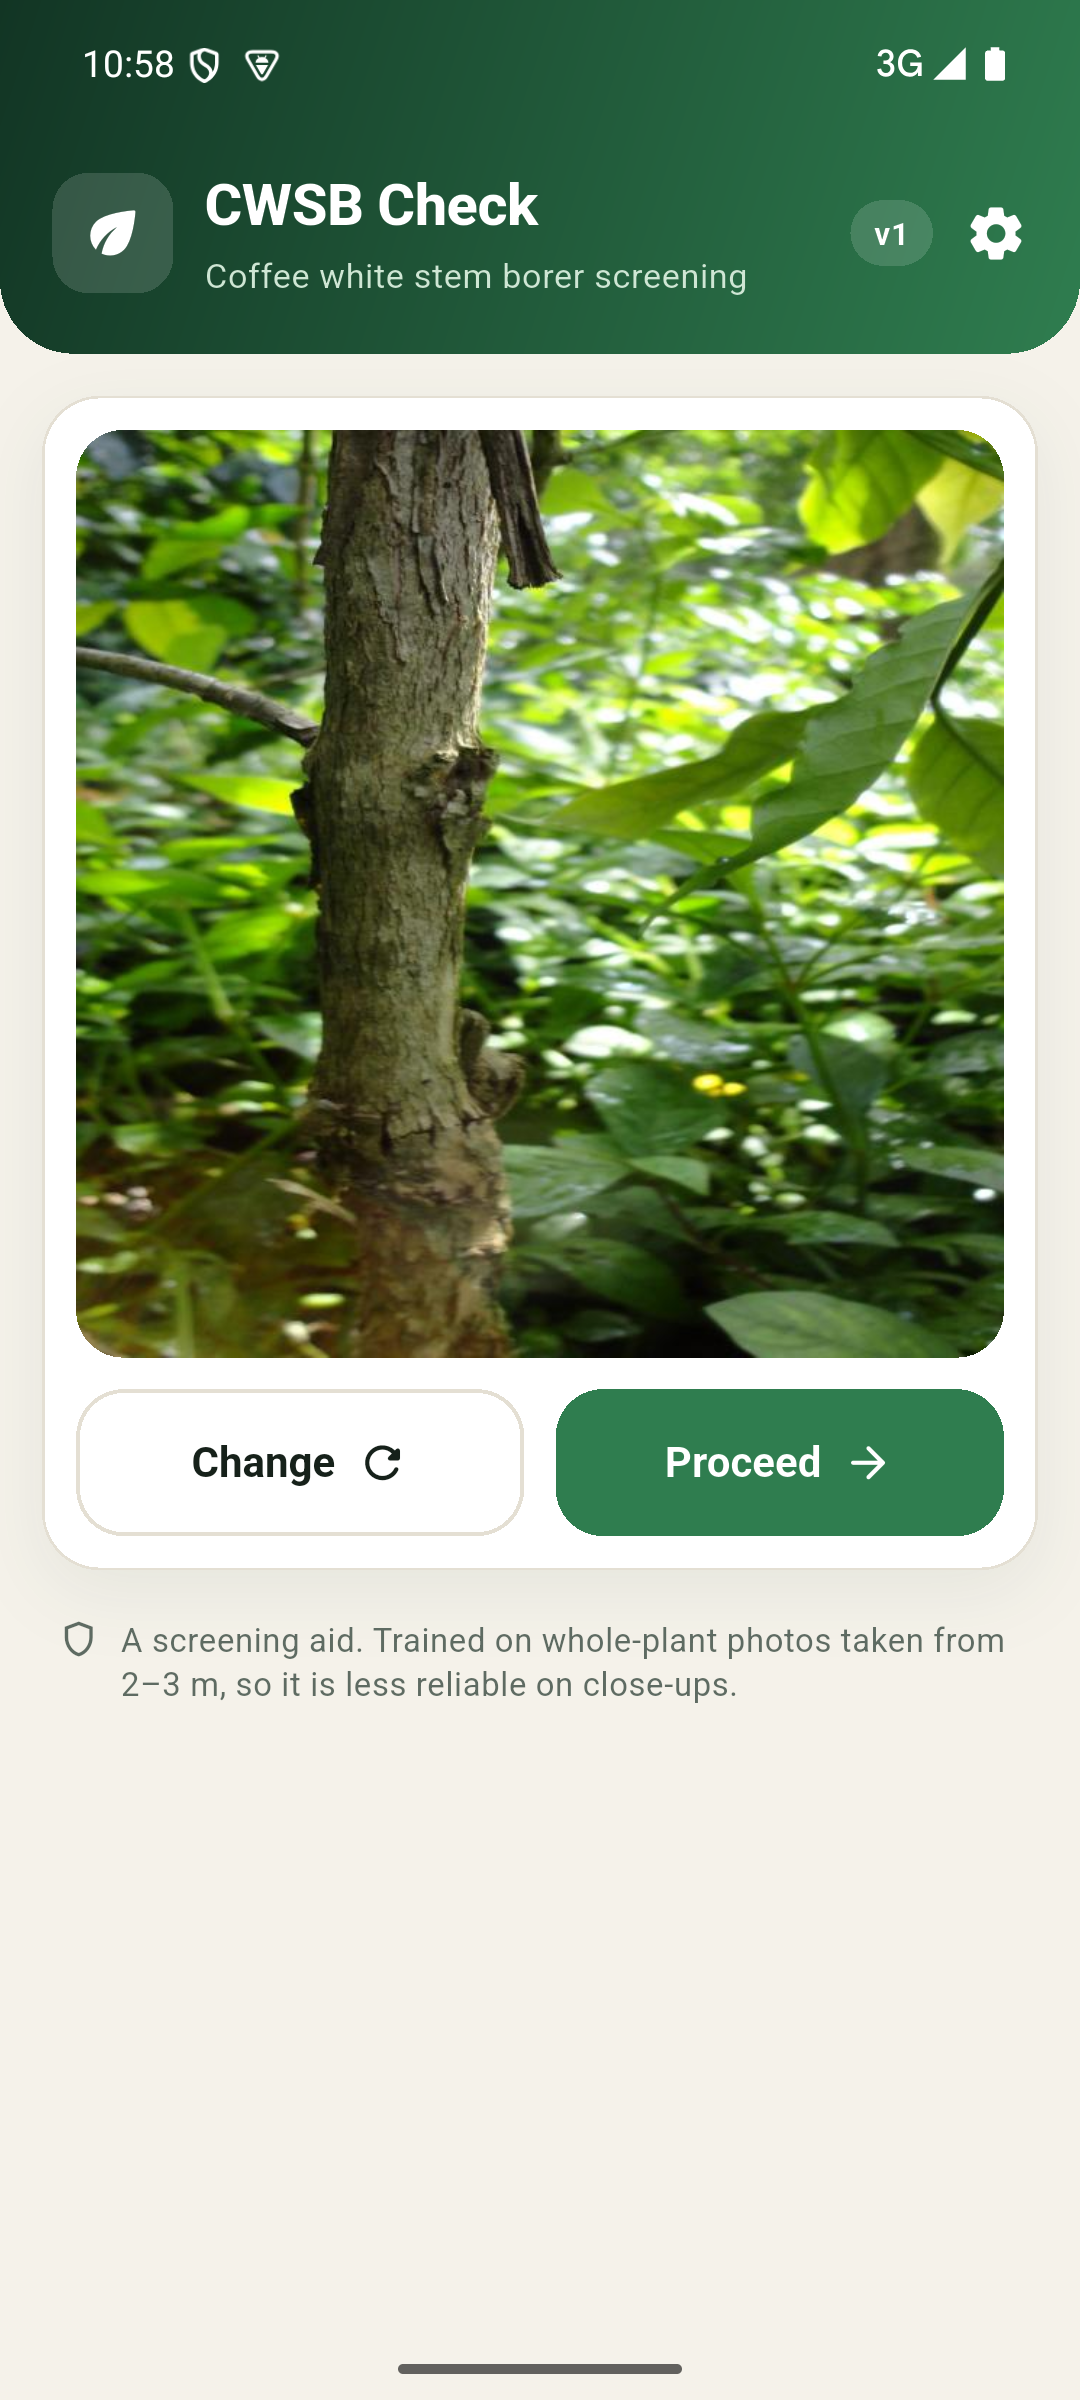 10:58
3G
CWSB Check
Coffee white stem borer screening
v1
Change
Proceed
A screening aid. Trained on whole-plant photos taken from
2–3 m, so it is less reliable on close-ups.